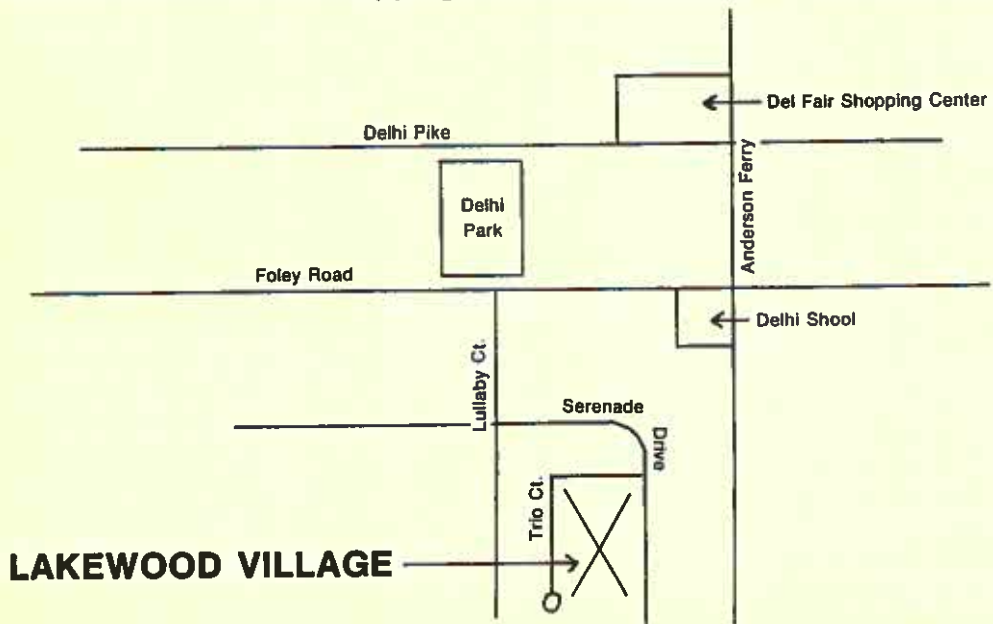 Del Fair Shopping Center
Delhi Pike
Anderson Ferry
Delhi
Park
Foley Road
Delhi Shool
Lullaby Ct.
Serenade
Drive
Trio Ct.
LAKEWOOD VILLAGE